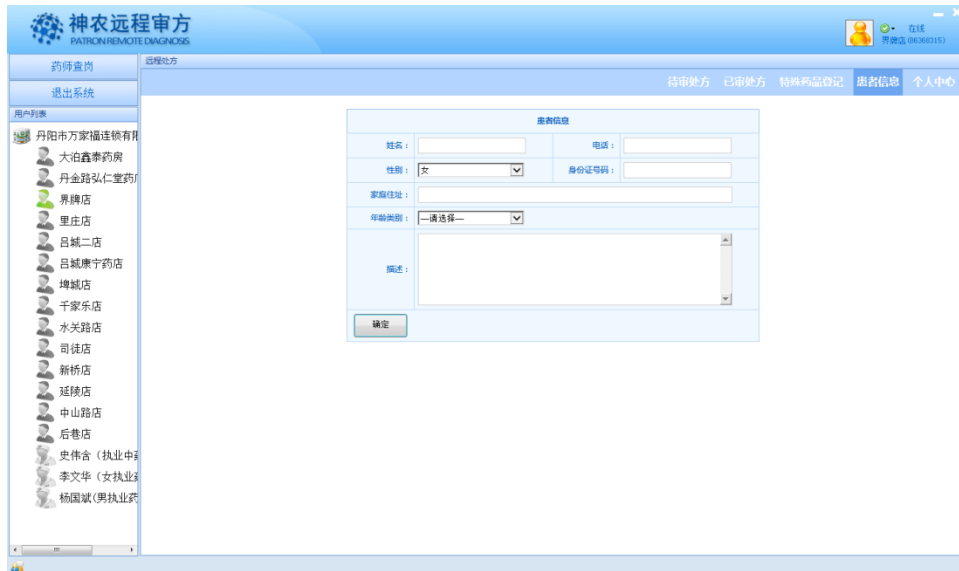 神农远程审方
PATRON REMOTE DIAGNOSIS
在线
界牌店 (06360315)
药师查岗
退出系统
远程处方
待审处方 已审处方 特殊药品登记 患者信息 个人中心
用户列表
丹阳市万家福连锁有限
大泊鑫泰药房
丹金路弘仁堂药房
界牌店
里庄店
吕城二店
吕城康宁药店
埤城店
千家乐店
水关路店
司徒店
新桥店
延陵店
中山路店
后巷店
史伟含（执业中药
李文华（女执业药
杨国斌(男执业药
患者信息
姓名： 电话：
性别： 女 身份证号码：
家庭住址：
年龄类别： —请选择—
描述：
确定